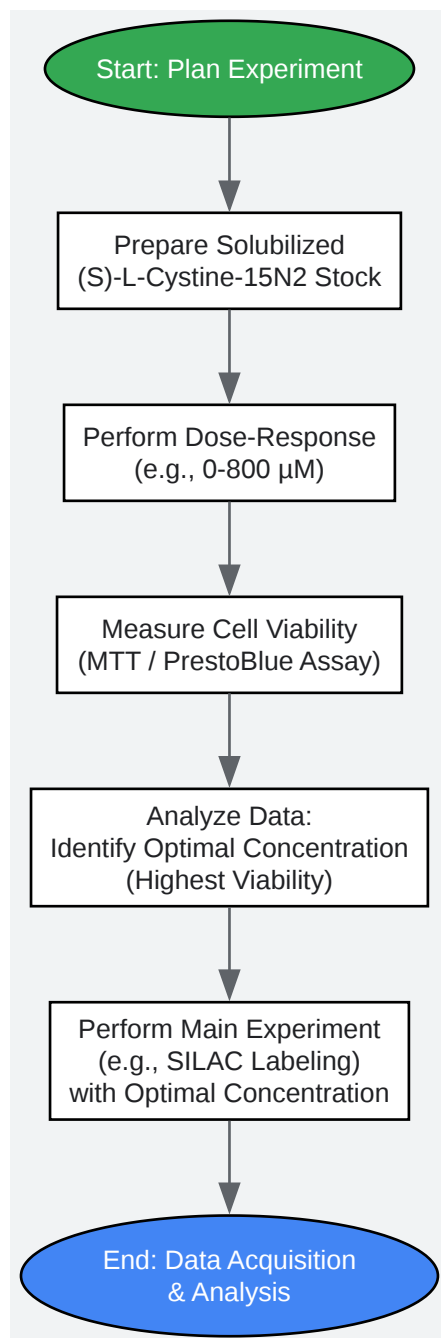 Start: Plan Experiment
Prepare Solubilized
(S)-L-Cystine-15N2 Stock
Perform Dose-Response
(e.g., 0-800 µM)
Measure Cell Viability
(MTT / PrestoBlue Assay)
Analyze Data:
Identify Optimal Concentration
(Highest Viability)
Perform Main Experiment
(e.g., SILAC Labeling)
with Optimal Concentration
End: Data Acquisition
& Analysis